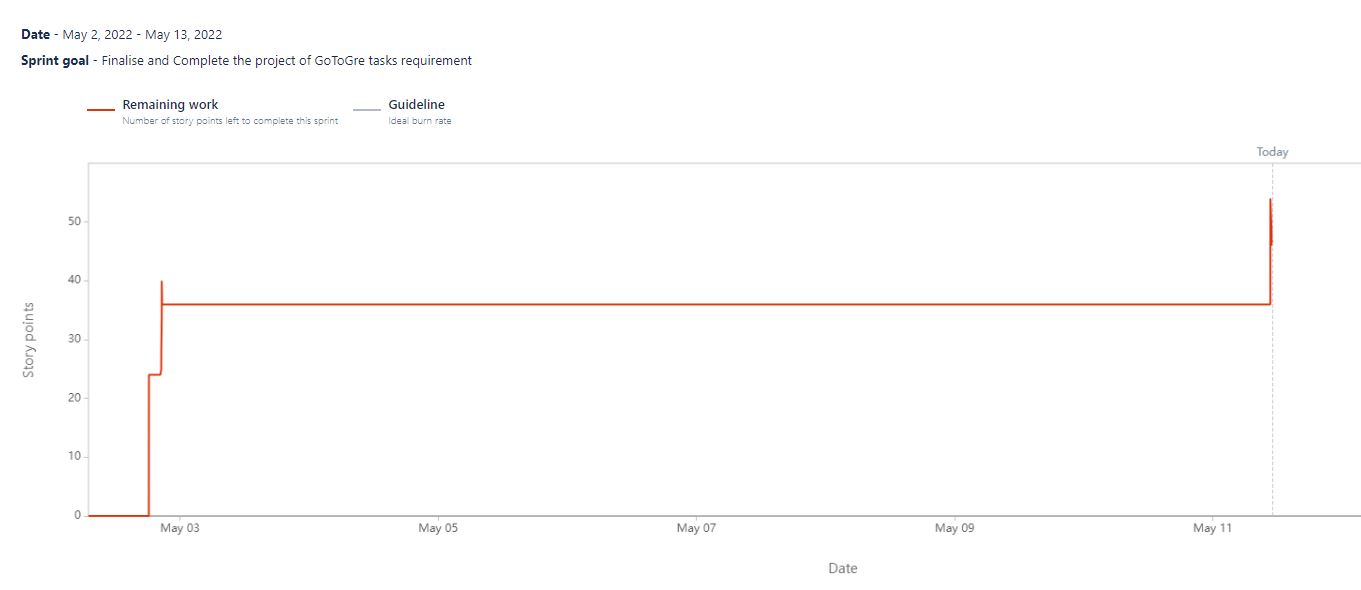 Date - May 2, 2022 - May 13, 2022
Sprint goal - Finalise and Complete the project of GoToGre tasks requirement
Remaining work
Number of story points left to complete this sprint
Guideline
Ideal burn rate
Today
50
40
30
20
10
0
Story points
May 03
May 05
May 07
May 09
May 11
Date